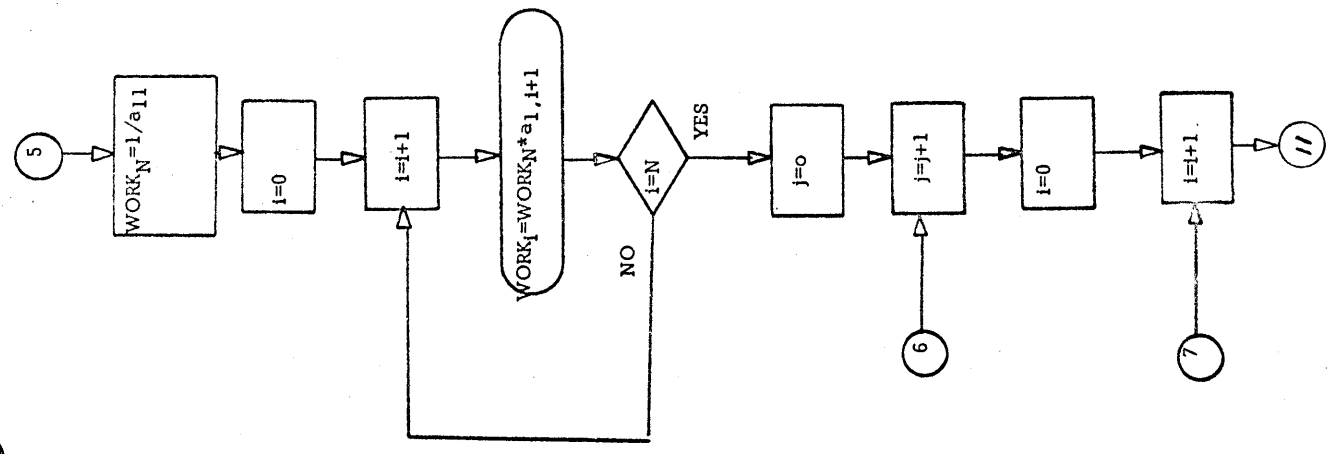 5
WORK_N=1/a_11
i=0
i=i+1
WORK_i=WORK_N*a_1,i+1
i=N
NO
YES
j=o
j=j+1
6
i=0
i=i+1
7
11